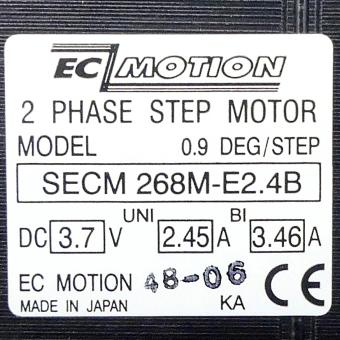 EC MOTION
2 PHASE STEP MOTOR
MODEL 0.9 DEG/STEP
SECM 268M-E2.4B
UNI BI
DC 3.7 V 2.45 A 3.46 A
EC MOTION 48-06 CE
MADE IN JAPAN KA